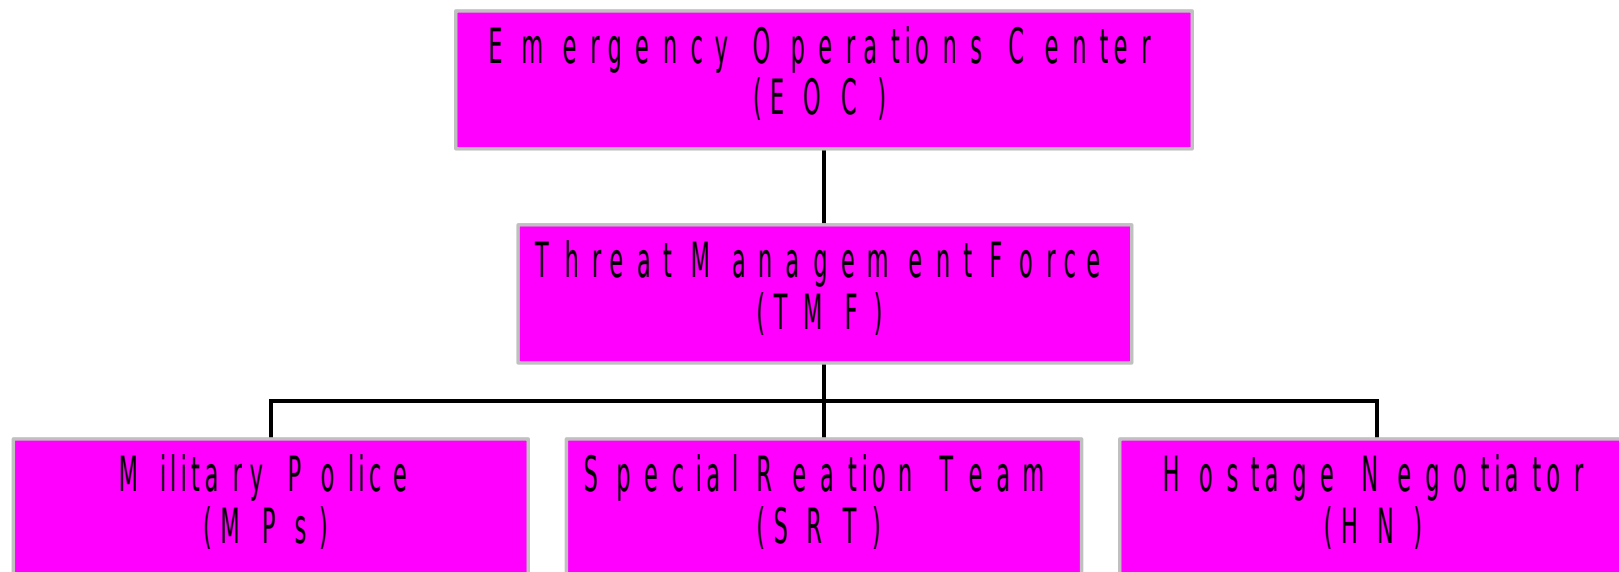 Emergency Operations Center
(EOC)
Threat Management Force
(TMF)
Military Police
(MPs)
Special Reation Team
(SRT)
Hostage Negotiator
(HN)